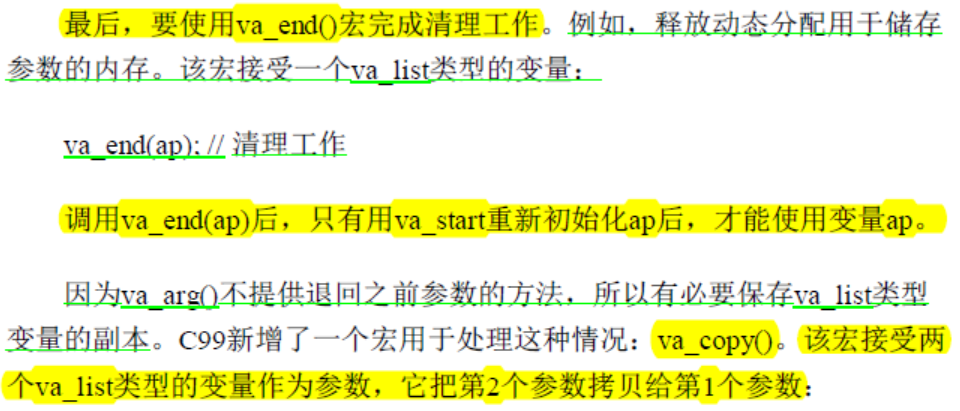 最后，要使用va_end()宏完成清理工作。例如，释放动态分配用于储存
参数的内存。该宏接受一个va_list类型的变量：
va_end(ap); // 清理工作
调用va_end(ap)后，只有用va_start重新初始化ap后，才能使用变量ap。
因为va_arg()不提供退回之前参数的方法，所以有必要保存va_list类型
变量的副本。C99新增了一个宏用于处理这种情况：va_copy()。该宏接受两
个va_list类型的变量作为参数，它把第2个参数拷贝给第1个参数：